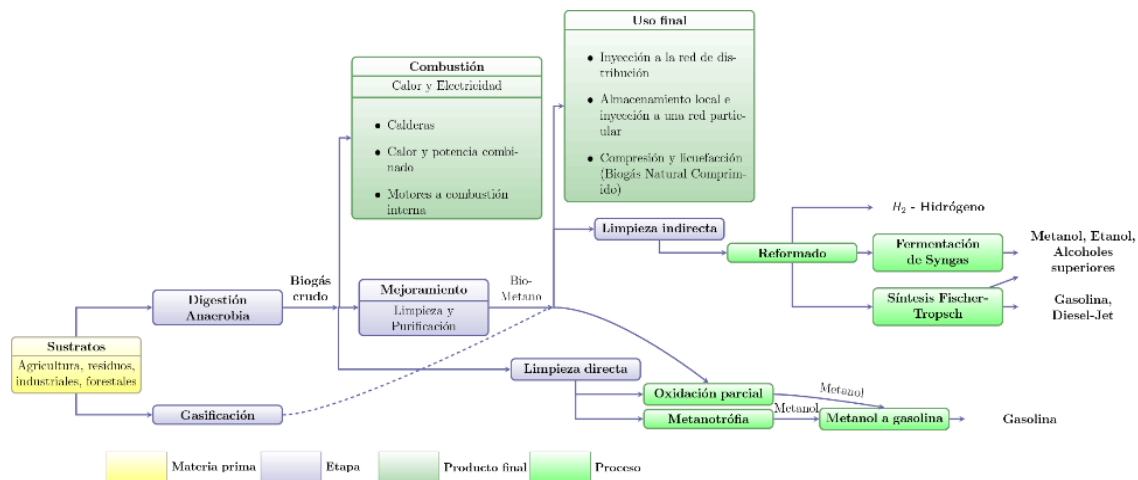 Uso final
• Inyección a la red de dis-
tribución
• Almacenamiento local e
inyección a una red partic-
ular
• Compresión y licuefacción
(Biogás Natural Comprim-
ido)
Combustión
Calor y Electricidad
• Calderas
• Calor y potencia combi-
nado
• Motores a combustión
interna
H₂ - Hidrógeno
Limpieza indirecta
Reformado
Fermentación
de Syngas
Metanol, Etanol,
Alcoholes
superiores
Síntesis Fischer-
Tropsch
Gasolina,
Diesel-Jet
Digestión
Anaerobia
Biogás
crudo
Mejoramiento
Limpieza y
Purificación
Bio-
Metano
Sustratos
Agricultura, residuos,
industriales, forestales
Gasificación
Limpieza directa
Oxidación parcial
Metanol
Metanotrófia
Metanol
Metanol a gasolina
Gasolina
Materia prima
Etapa
Producto final
Proceso